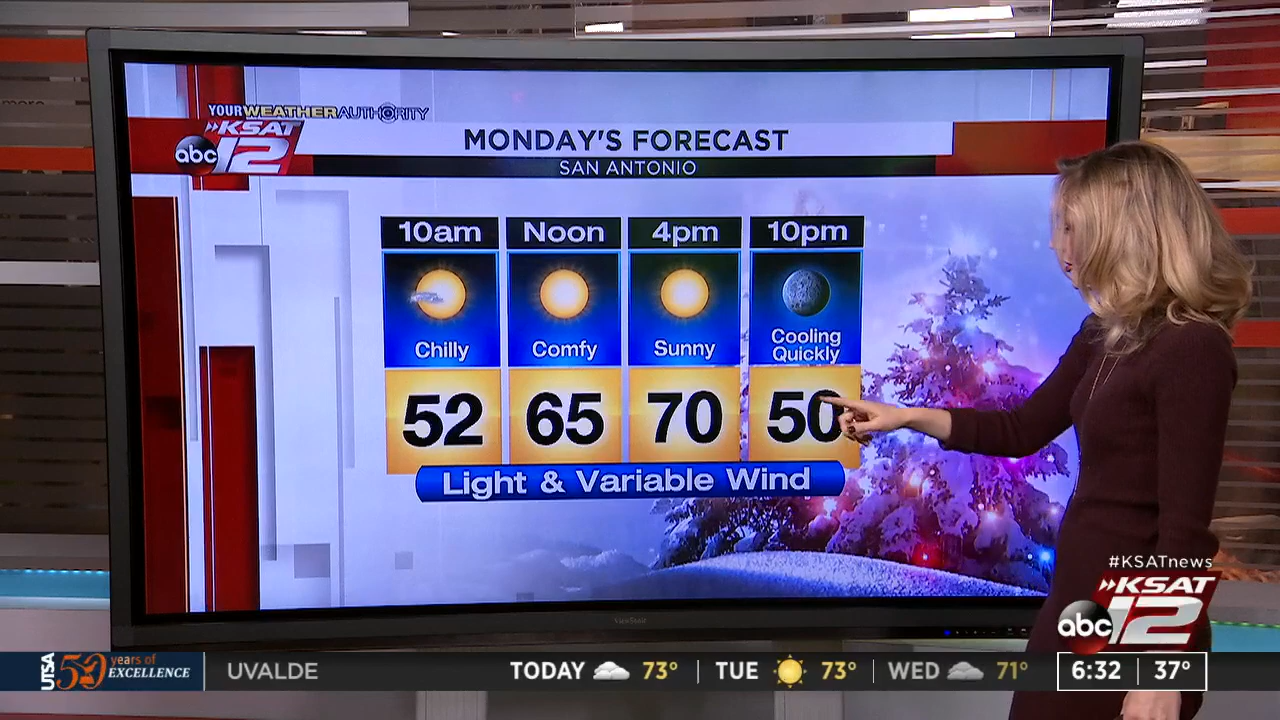 more
YOUR WEATHER AUTHORITY
KSAT
abc 12
MONDAY'S FORECAST
SAN ANTONIO
10am Noon 4pm 10pm
Chilly Comfy Sunny Cooling Quickly
52 65 70 50
Light & Variable Wind
ViewSonic
#KSATnews
KSAT
abc 12
UTSA 50 years of EXCELLENCE UVALDE TODAY 73° TUE 73° WED 71° 6:32 37°